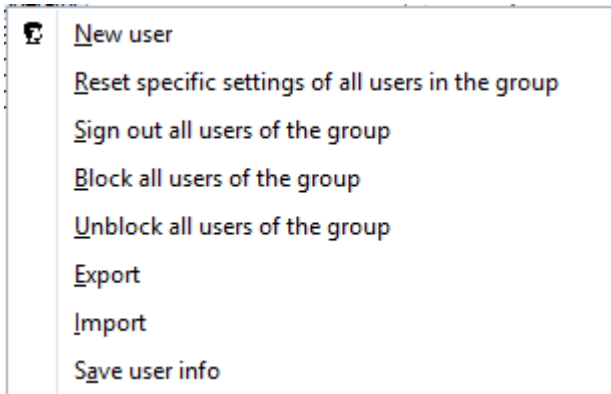 New user
Reset specific settings of all users in the group
Sign out all users of the group
Block all users of the group
Unblock all users of the group
Export
Import
Save user info